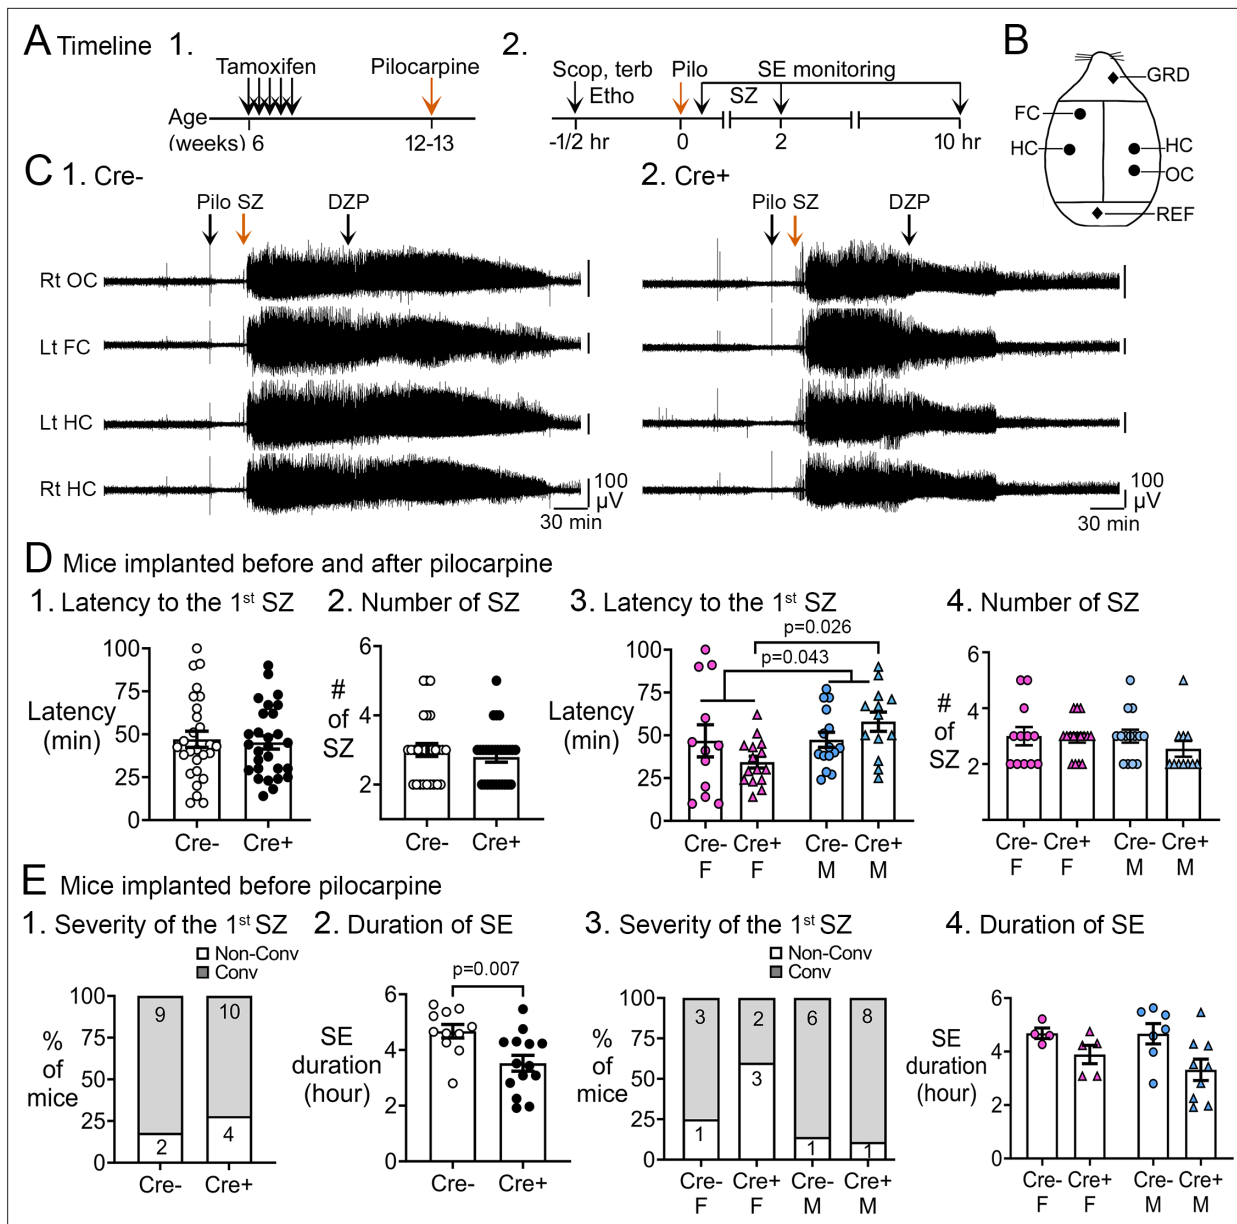 A Timeline 1. 2. B
Tamoxifen Pilocarpine
Age
(weeks) 6 12-13
Scop, terb Pilo SE monitoring
Etho SZ
-1/2 hr 0 2 10 hr
GRD
FC
HC HC
OC
REF
C 1. Cre- 2. Cre+
Pilo SZ DZP Pilo SZ DZP
Rt OC
Lt FC
Lt HC
Rt HC
100 100
µV µV
30 min 30 min
D Mice implanted before and after pilocarpine
1. Latency to the 1st SZ 2. Number of SZ 3. Latency to the 1st SZ 4. Number of SZ
Latency
(min)
100
75
50
25
0
Cre- Cre+
#
of
SZ
6
4
2
Cre- Cre+
Latency
(min)
100
75
50
25
0
p=0.026
p=0.043
Cre- Cre+ Cre- Cre+
F F M M
#
of
SZ
6
4
2
0
Cre- Cre+ Cre- Cre+
F F M M
E Mice implanted before pilocarpine
1. Severity of the 1st SZ 2. Duration of SE 3. Severity of the 1st SZ 4. Duration of SE
Non-Conv
Conv
%
of
mice
100
75
50
25
0
9 10
2 4
Cre- Cre+
SE
duration
(hour)
6
4
2
0
p=0.007
Cre- Cre+
Non-Conv
Conv
%
of
mice
100
75
50
25
0
3 2 6 8
1 3 1 1
Cre- Cre+ Cre- Cre+
F F M M
SE
duration
(hour)
6
4
2
0
Cre- Cre+ Cre- Cre+
F F M M